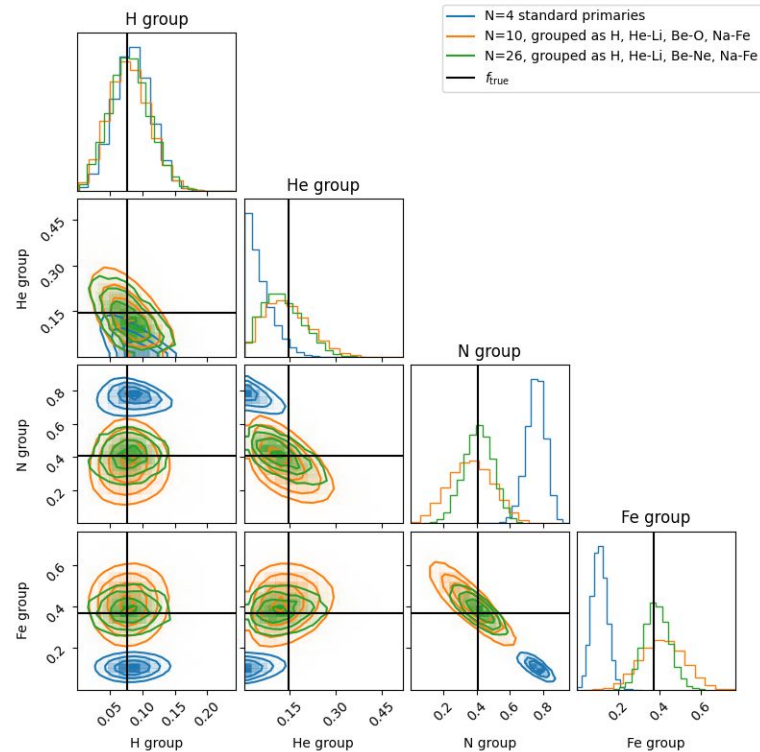 H group
N=4 standard primaries
N=10, grouped as H, He-Li, Be-O, Na-Fe
N=26, grouped as H, He-Li, Be-Ne, Na-Fe
f_true
He group
He group
0.45
0.30
0.15
N group
N group
0.8
0.6
0.4
0.2
Fe group
Fe group
0.6
0.4
0.2
0.05
0.10
0.15
0.20
0.15
0.30
0.45
0.2
0.4
0.6
0.8
0.2
0.4
0.6
H group
He group
N group
Fe group